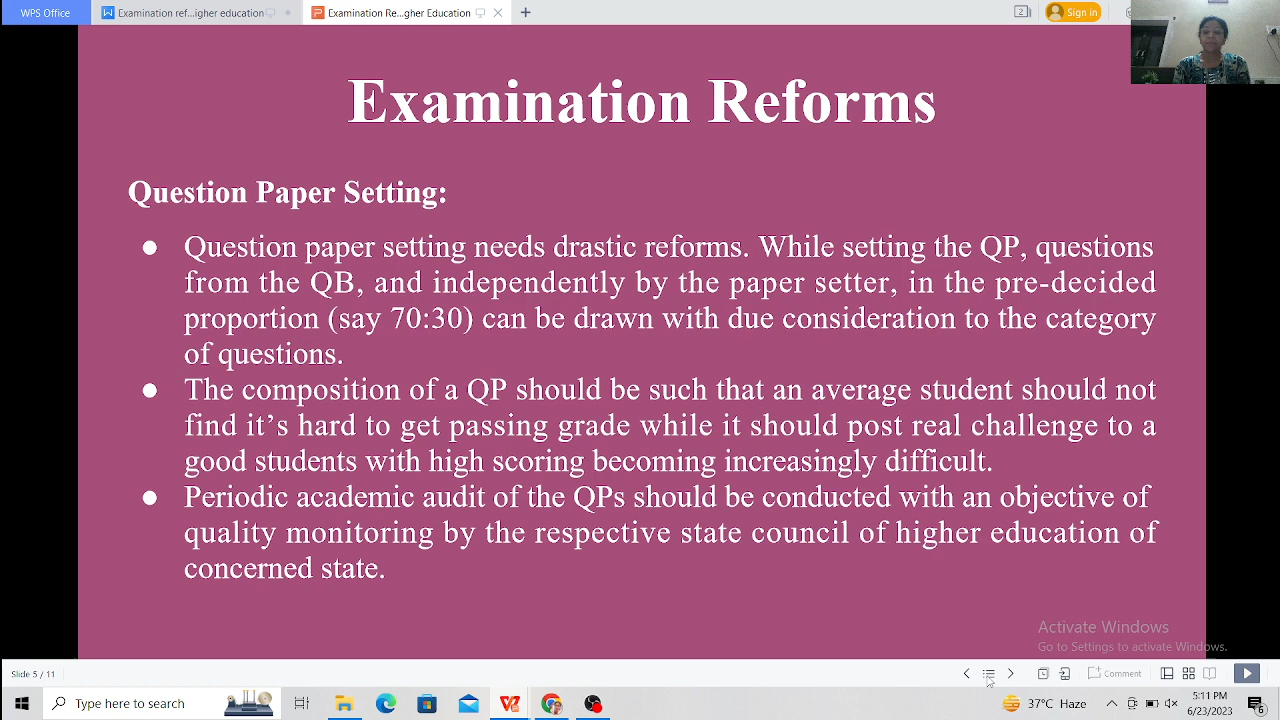 WPS Office
Ref...higher education
Examination Re...gher Education
Sign in
Examination Reforms
Question Paper Setting:
● Question paper setting needs drastic reforms. While setting the QP, questions
from the QB, and independently by the paper setter, in the pre-decided
proportion (say 70:30) can be drawn with due consideration to the category
of questions.
● The composition of a QP should be such that an average student should not
find it’s hard to get passing grade while it should post real challenge to a
good students with high scoring becoming increasingly difficult.
● Periodic academic audit of the QPs should be conducted with an objective of
quality monitoring by the respective state council of higher education of
concerned state.
Activate Windows
Go to Settings to activate Windows.
Slide 5 / 11
Comment
Type here to search
37°C Haze
5:11 PM
6/23/2023
6